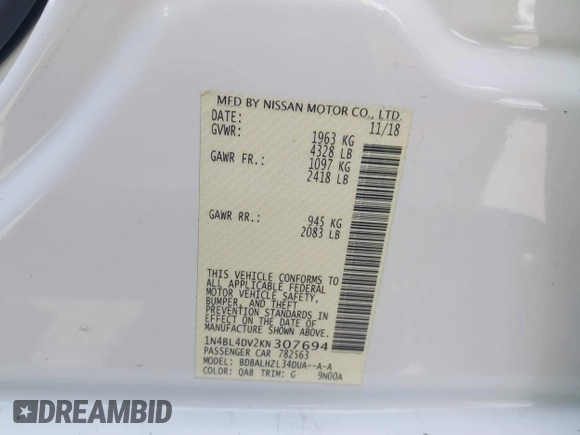 MFD BY NISSAN MOTOR CO., LTD.
DATE: 11/18
GVWR: 1963 KG
4328 LB
GAWR FR.: 1097 KG
2418 LB
GAWR RR.: 945 KG
2083 LB
THIS VEHICLE CONFORMS TO
ALL APPLICABLE FEDERAL
MOTOR VEHICLE SAFETY,
BUMPER, AND THEFT
PREVENTION STANDARDS IN
EFFECT ON THE DATE OF
MANUFACTURE SHOWN ABOVE.
1N4BL4DV2KN307694
PASSENGER CAR 782563
MODEL: BDBALHZL34DUA--A-A
COLOR: QAB TRIM: G 9N00A
© RDEAMBID
#1 DREAMBID